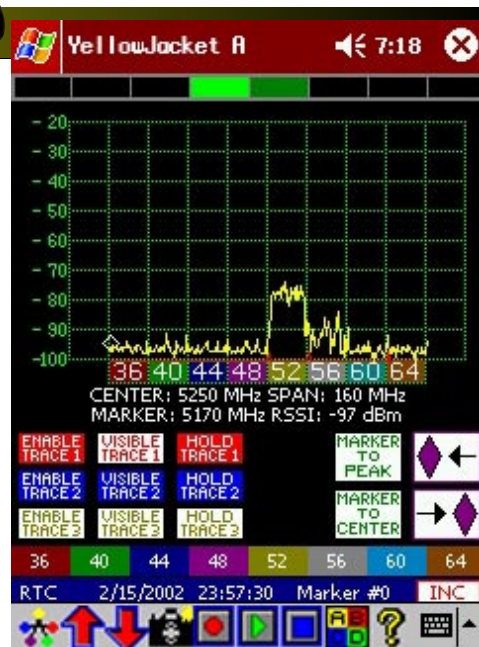 YellowJacket A 7:18
- 20
- 30
- 40
- 50
- 60
- 70
- 80
- 90
-100
36 40 44 48 52 56 60 64
CENTER: 5250 MHz SPAN: 160 MHz
MARKER: 5170 MHz RSSI: -97 dBm
ENABLE TRACE 1 VISIBLE TRACE 1 HOLD TRACE 1 MARKER TO PEAK
ENABLE TRACE 2 VISIBLE TRACE 2 HOLD TRACE 2
ENABLE TRACE 3 VISIBLE TRACE 3 HOLD TRACE 3 MARKER TO CENTER
36 40 44 48 52 56 60 64
RTC 2/15/2002 23:57:30 Marker #0 INC
A B C D ?